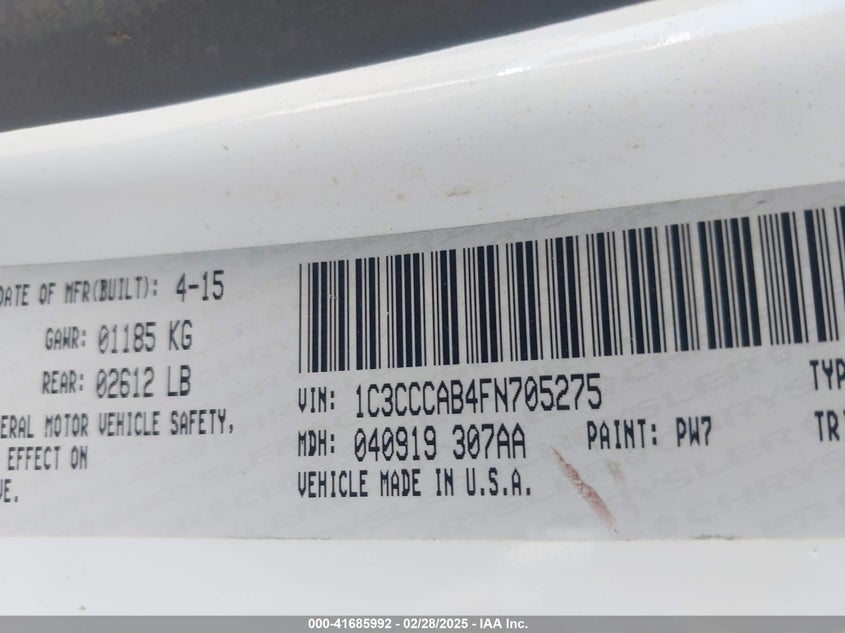 DATE OF MFR(BUILT): 4-15
GAWR: 01185 KG
REAR: 02612 LB
ERAL MOTOR VEHICLE SAFETY,
EFFECT ON
VE.
VIN: 1C3CCCAB4FN705275
MDH: 040919 307AA PAINT: PW7
VEHICLE MADE IN U.S.A.
TYP
TR
000-41685992 / 02/28/2025 / IAA Inc.